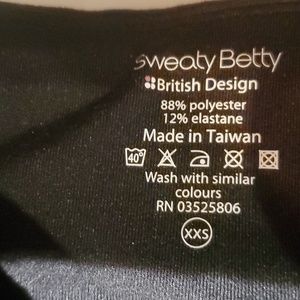 Sweaty Betty
British Design
88% polyester
12% elastane
Made in Taiwan
40°
Wash with similar
colours
RN 03525806
XXS